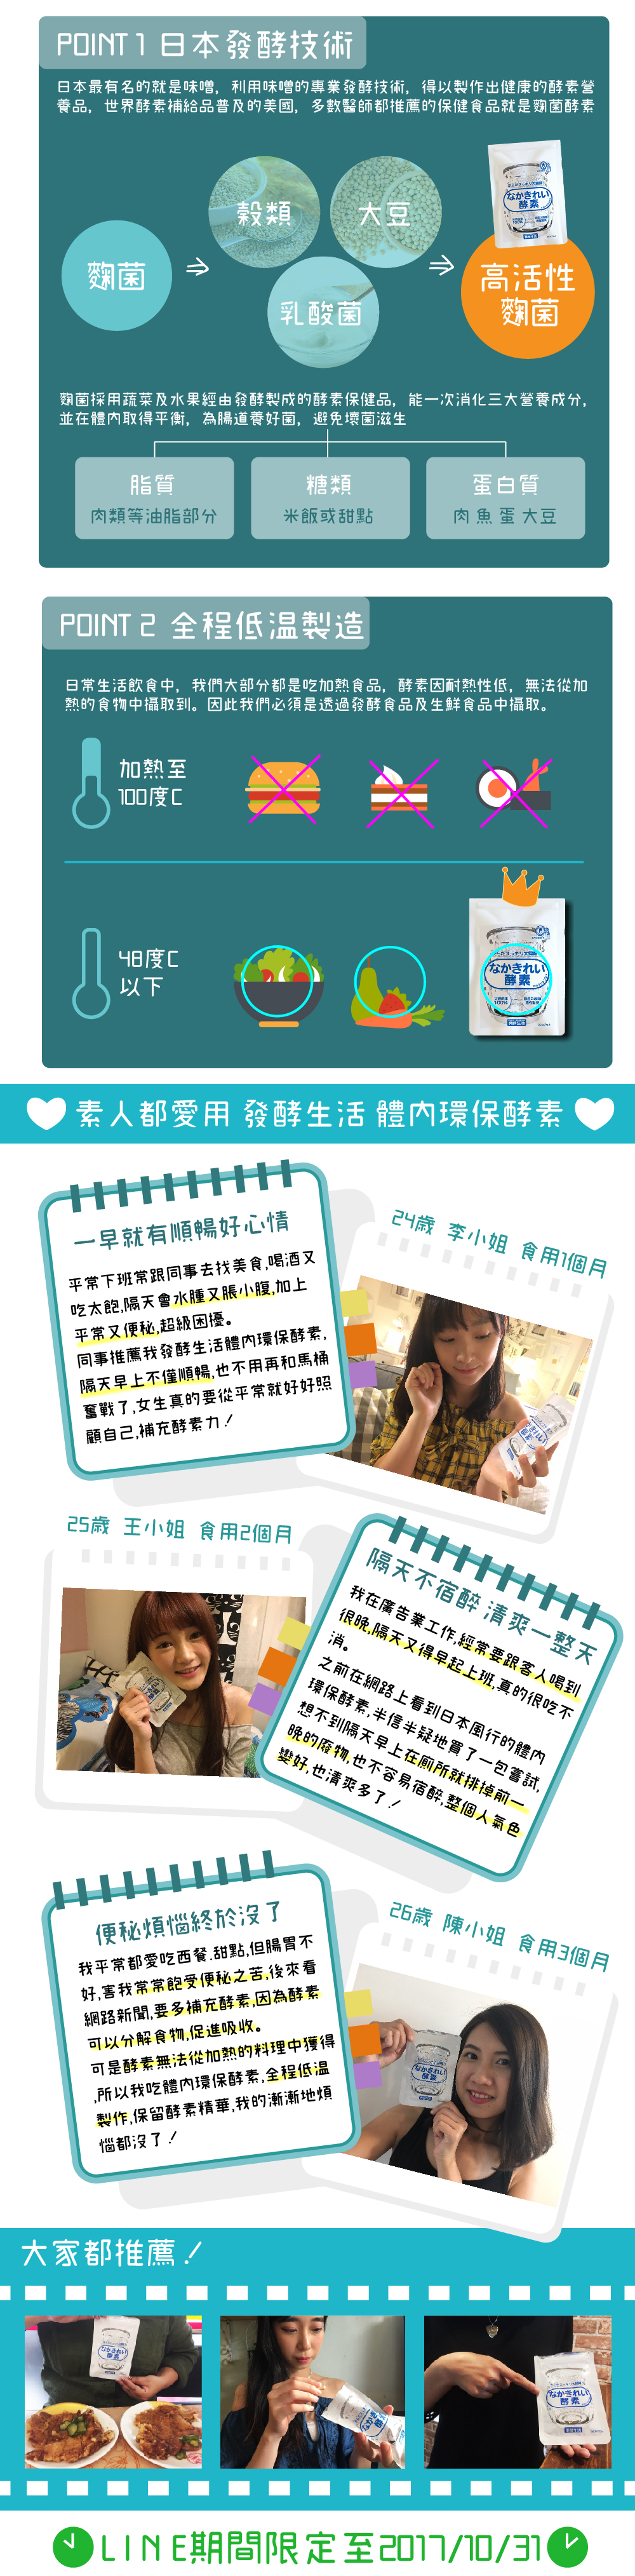 POINT 1 日本發酵技術
日本最有名的就是味噌，利用味噌的專業發酵技術，得以製作出健康的酵素營
養品，世界酵素補給品普及的美國，多數醫師都推薦的保健食品就是麴菌酵素
なかきれい
酵素
穀類
大豆
麴菌
乳酸菌
高活性
麴菌
麴菌採用蔬菜及水果經由發酵製成的酵素保健品，能一次消化三大營養成分，
並在體內取得平衡，為腸道養好菌，避免壞菌滋生
脂質
肉類等油脂部分
糖類
米飯或甜點
蛋白質
肉 魚 蛋 大豆
POINT 2 全程低温製造
日常生活飲食中，我們大部分都是吃加熱食品，酵素因耐熱性低，無法從加
熱的食物中攝取到。因此我們必須是透過發酵食品及生鮮食品中攝取。
加熱至
100度C
48度C
以下
なかきれい
酵素
100%
素人都愛用 發酵生活 體內環保酵素
一早就有順暢好心情
平常下班常跟同事去找美食,喝酒又
吃太飽,隔天會水腫又脹小腹,加上
平常又便秘,超級困擾。
同事推薦我發酵生活體內環保酵素,
隔天早上不僅順暢,也不用再和馬桶
奮戰了,女生真的要從平常就好好照
顧自己,補充酵素力！
24歲 李小姐 食用1個月
25歲 王小姐 食用2個月
隔天不宿醉 清爽一整天
我在廣告業工作,經常要跟客人喝到
很晚,隔天又得早起上班,真的很吃不
消。
之前在網路上看到日本風行的體內
環保酵素,半信半疑地買了一包嘗試,
想不到隔天早上在廁所就排掉前一
晚的廢物,也不容易宿醉,整個人氣色
變好,也清爽多了！
便秘煩惱終於沒了
我平常都愛吃西餐.甜點,但腸胃不
好,害我常常飽受便秘之苦,後來看
網路新聞,要多補充酵素,因為酵素
可以分解食物,促進吸收。
可是酵素無法從加熱的料理中獲得
,所以我吃體內環保酵素,全程低溫
製作,保留酵素精華,我的漸漸地煩
惱都沒了！
26歲 陳小姐 食用3個月
なかきれい
酵素
大家都推薦！
なかきれい
酵素
なかきれい
酵素
LINE期間限定至2017/10/31